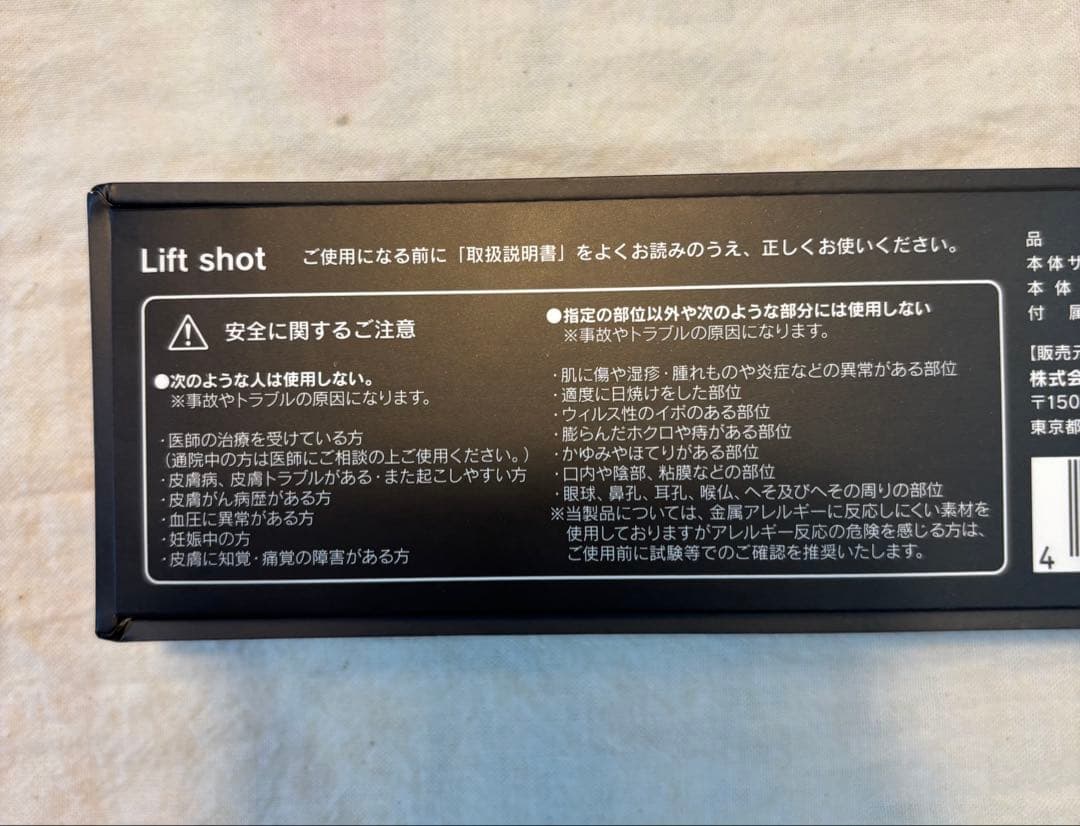 Lift shot ご使用になる前に「取扱説明書」をよくお読みのうえ、正しくお使いください。
安全に関するご注意
●次のような人は使用しない。
※事故やトラブルの原因になります。
・医師の治療を受けている方
(通院中の方は医師にご相談の上ご使用ください。)
・皮膚病、皮膚トラブルがある・また起こしやすい方
・皮膚がん病歴がある方
・血圧に異常がある方
・妊娠中の方
・皮膚に知覚・痛覚の障害がある方
●指定の部位以外や次のような部分には使用しない
※事故やトラブルの原因になります。
・肌に傷や湿疹・腫れものや炎症などの異常がある部位
・適度に日焼けをした部位
・ウィルス性のイボのある部位
・膨らんだホクロや痔がある部位
・かゆみやほてりがある部位
・口内や陰部、粘膜などの部位
・眼球、鼻孔、耳孔、喉仏、へそ及びへその周りの部位
※当製品については、金属アレルギーに反応しにくい素材を
使用しておりますがアレルギー反応の危険を感じる方は、
ご使用前に試験等でのご確認を推奨いたします。
品
本体サ
本体
付属
【販売元
株式会
〒150
東京都
4